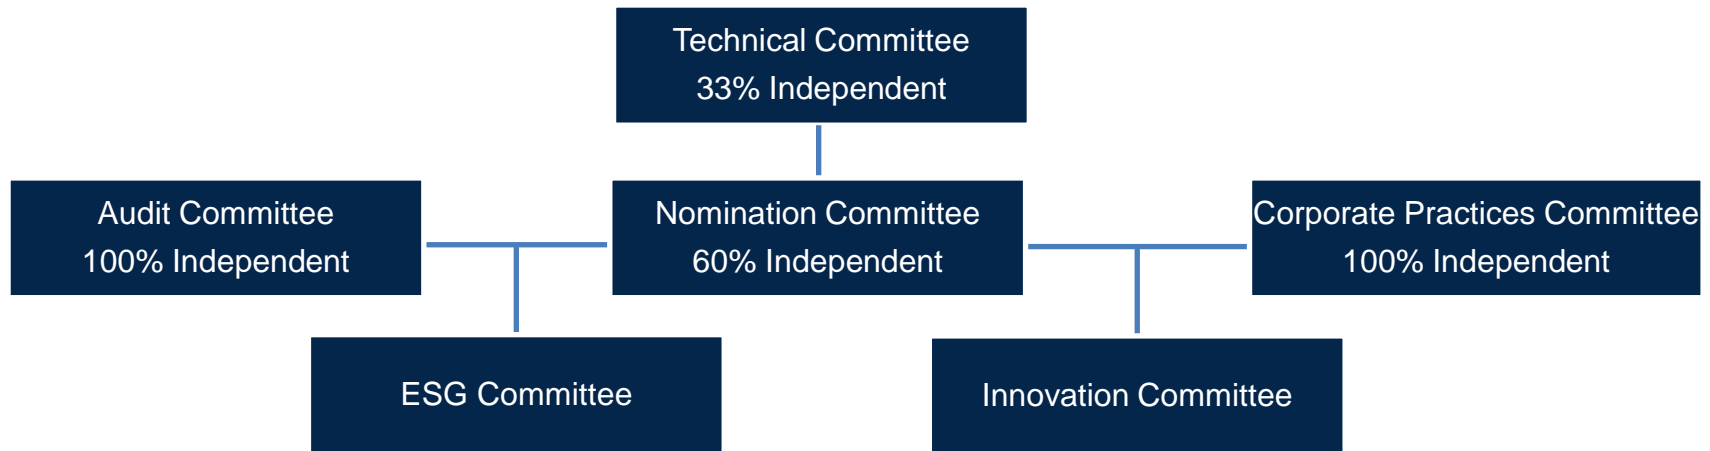 Technical Committee
33% Independent
Audit Committee
100% Independent
Nomination Committee
60% Independent
Corporate Practices Committee
100% Independent
ESG Committee
Innovation Committee